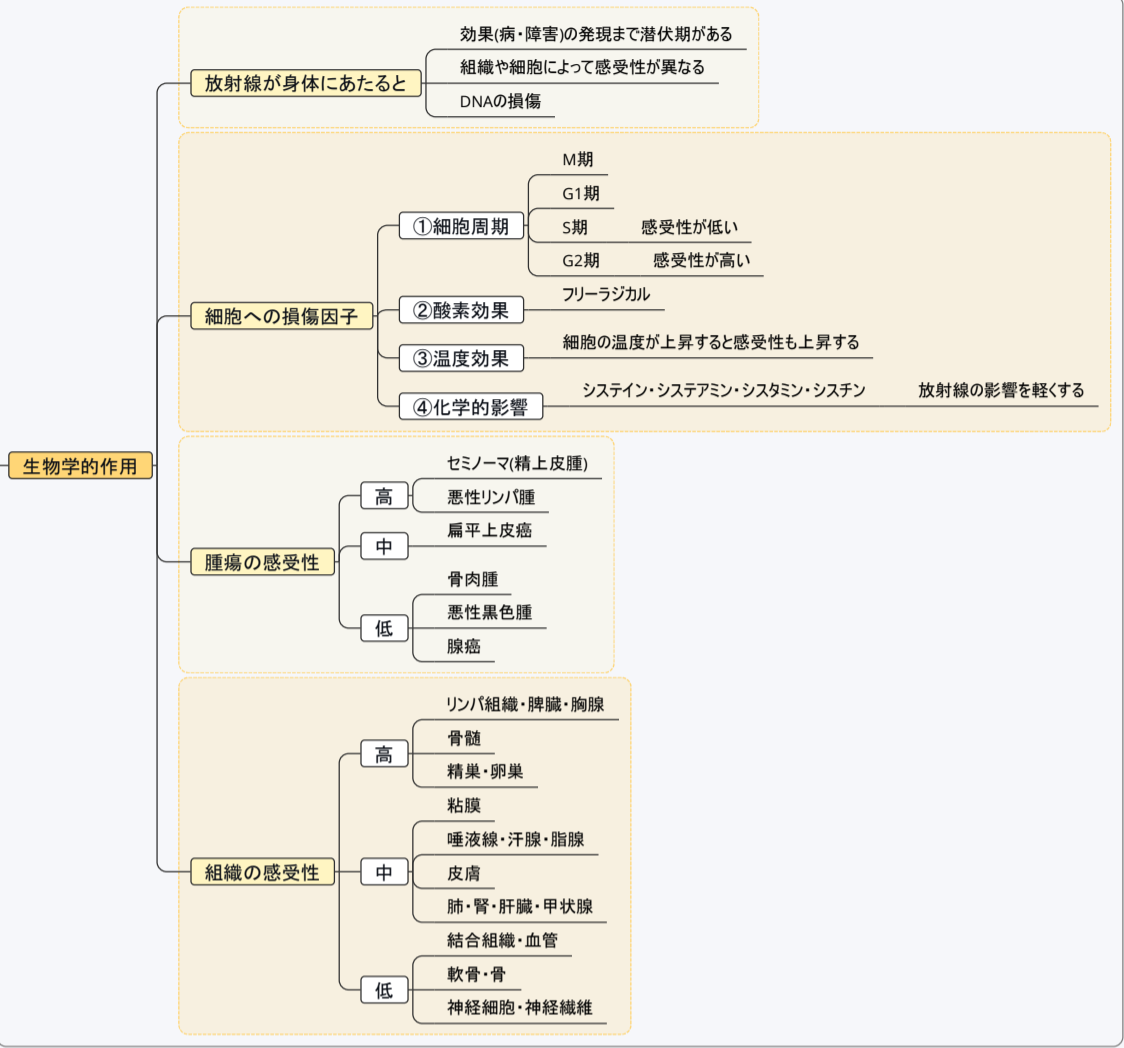 生物学的作用
放射線が身体にあたると
効果(病・障害)の発現まで潜伏期がある
組織や細胞によって感受性が異なる
DNAの損傷
細胞への損傷因子
①細胞周期
M期
G1期
S期 感受性が低い
G2期 感受性が高い
②酸素効果
フリーラジカル
③温度効果
細胞の温度が上昇すると感受性も上昇する
④化学的影響
システイン・システアミン・シスタミン・シスチン 放射線の影響を軽くする
腫瘍の感受性
高
セミノーマ(精上皮腫)
悪性リンパ腫
中
扁平上皮癌
低
骨肉腫
悪性黒色腫
腺癌
組織の感受性
高
リンパ組織・脾臓・胸腺
骨髄
精巣・卵巣
中
粘膜
唾液線・汗腺・脂腺
皮膚
肺・腎・肝臓・甲状腺
低
結合組織・血管
軟骨・骨
神経細胞・神経繊維